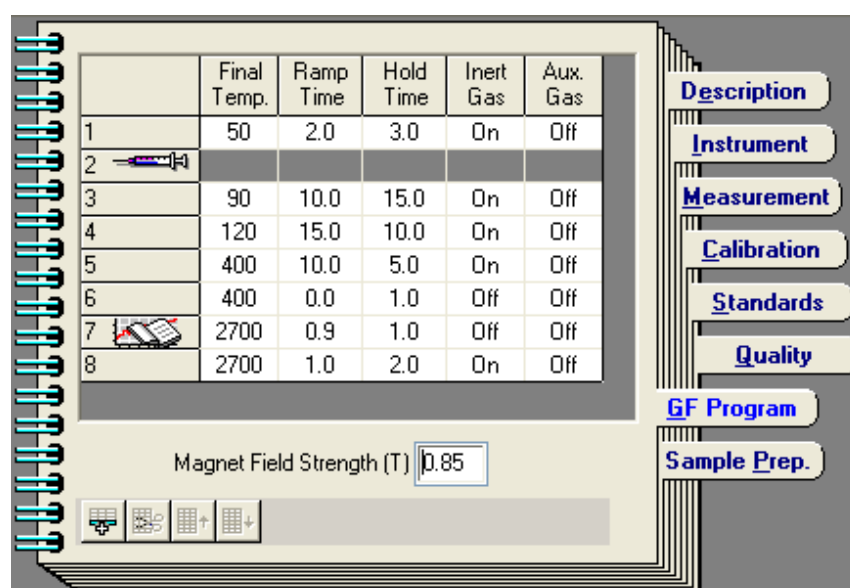 Final Ramp Hold Inert Aux.
Temp. Time Time Gas Gas
1 50 2.0 3.0 On Off
2
3 90 10.0 15.0 On Off
4 120 15.0 10.0 On Off
5 400 10.0 5.0 On Off
6 400 0.0 1.0 Off Off
7 2700 0.9 1.0 Off Off
8 2700 1.0 2.0 On Off
Magnet Field Strength (T) 0.85
Description
Instrument
Measurement
Calibration
Standards
Quality
GF Program
Sample Prep.